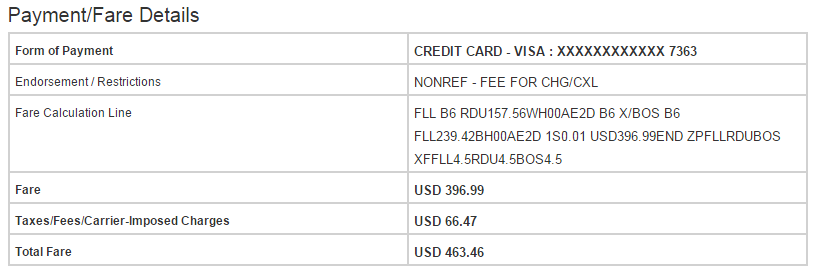 Payment/Fare Details
Form of Payment
CREDIT CARD - VISA : XXXXXXXXXXXX 7363
Endorsement / Restrictions
NONREF - FEE FOR CHG/CXL
Fare Calculation Line
FLL B6 RDU157.56WH00AE2D B6 X/BOS B6
FLL239.42BH00AE2D 1S0.01 USD396.99END ZPFLLRDUBOS
XFFLL4.5RDU4.5BOS4.5
Fare
USD 396.99
Taxes/Fees/Carrier-Imposed Charges
USD 66.47
Total Fare
USD 463.46